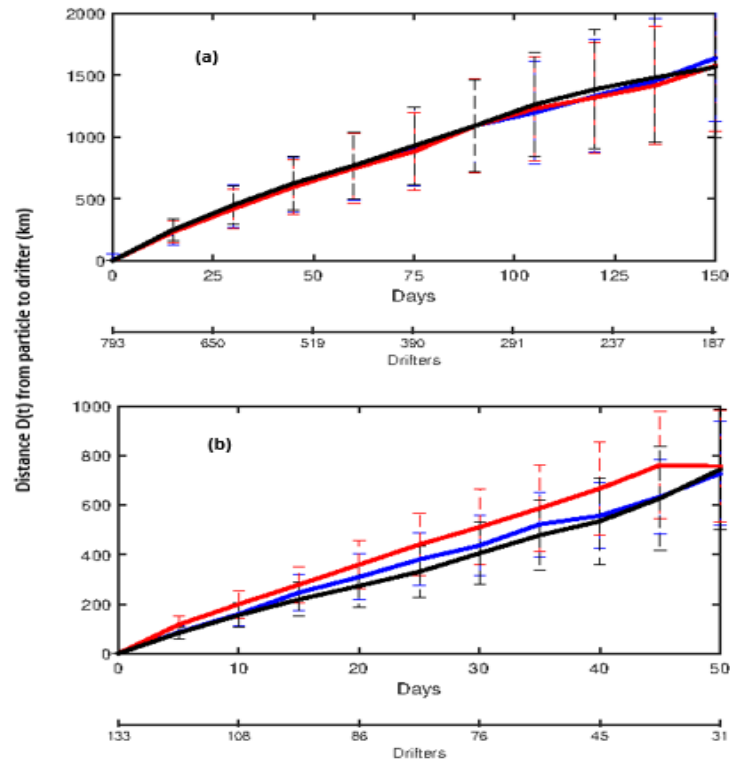 Distance D(t) from particle to drifter (km)
2000
1500
1000
500
0
(a)
0 25 50 75 100 125 150
Days
793 650 519 390 291 237 187
Drifters
1000
800
600
400
200
0
(b)
0 10 20 30 40 50
Days
133 108 86 76 45 31
Drifters